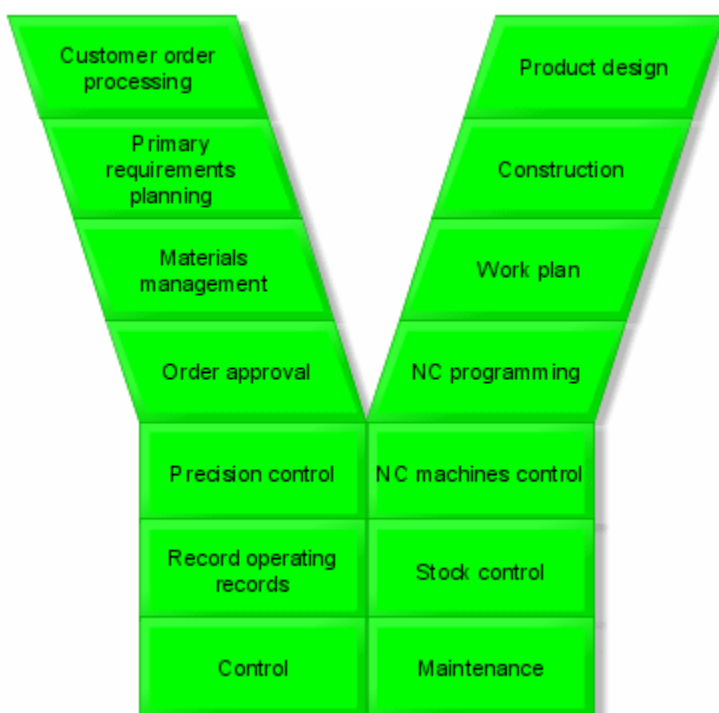 Customer order
processing
Product design
Primary
requirements
planning
Construction
Materials
management
Work plan
Order approval
NC programming
Precision control
NC machines control
Record operating
records
Stock control
Control
Maintenance